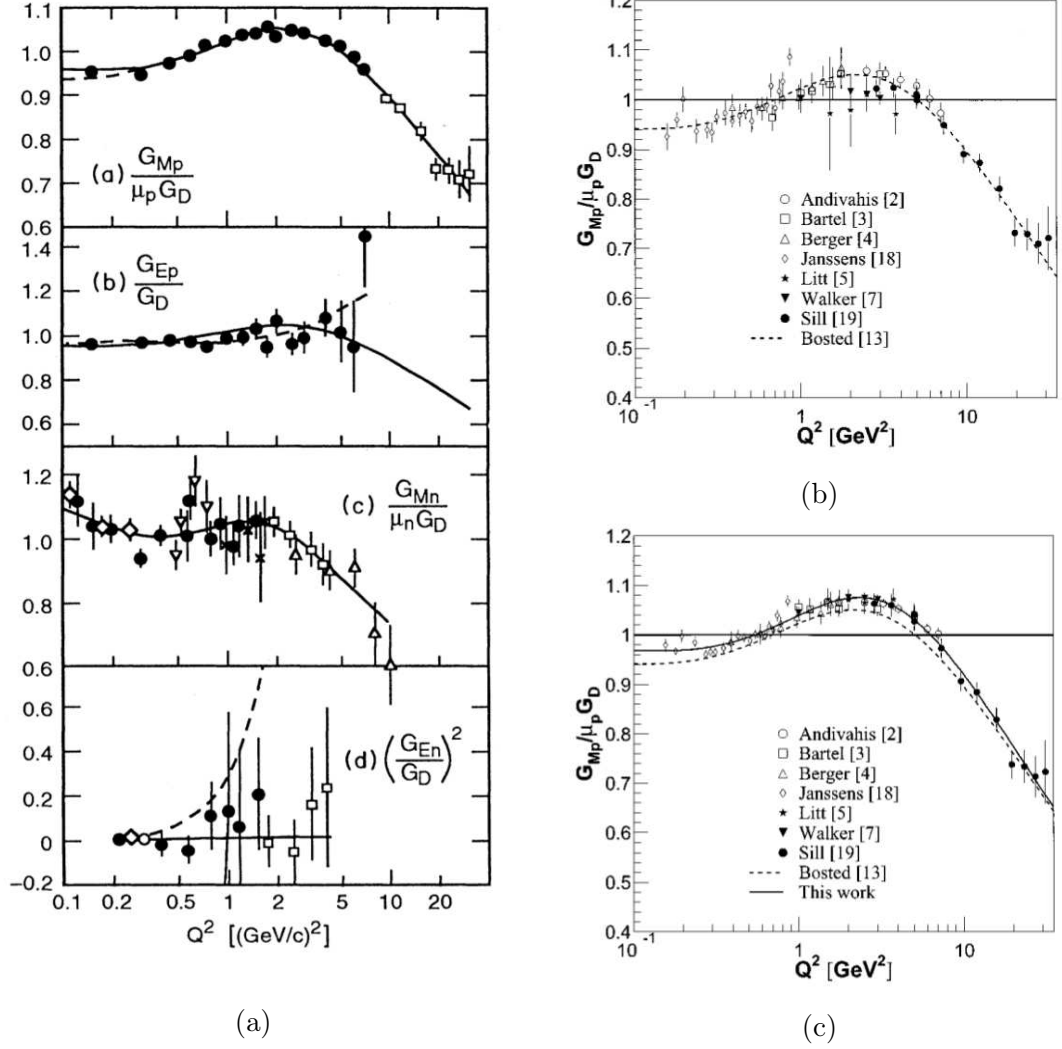 1.1
1.0
0.9
0.8
0.7
0.6
(a) G_Mp / μ_p G_D
1.4
1.2
1.0
0.8
0.6
(b) G_Ep / G_D
1.2
1.0
0.8
0.6
(c) G_Mn / μ_n G_D
0.6
0.4
0.2
0
−0.2
(d) (G_En / G_D)^2
0.1 0.2 0.5 1 2 5 10 20
Q^2 [(GeV/c)^2]
(a)
1.2
1.1
1
0.9
0.8
0.7
0.6
0.5
0.4
G_Mp/μ_pG_D
Andivahis [2]
Bartel [3]
Berger [4]
Janssens [18]
Litt [5]
Walker [7]
Sill [19]
Bosted [13]
10^-1 1 10
Q^2 [GeV^2]
(b)
1.2
1.1
1
0.9
0.8
0.7
0.6
0.5
0.4
G_Mp/μ_pG_D
Andivahis [2]
Bartel [3]
Berger [4]
Janssens [18]
Litt [5]
Walker [7]
Sill [19]
Bosted [13]
This work
10^-1 1 10
Q^2 [GeV^2]
(c)